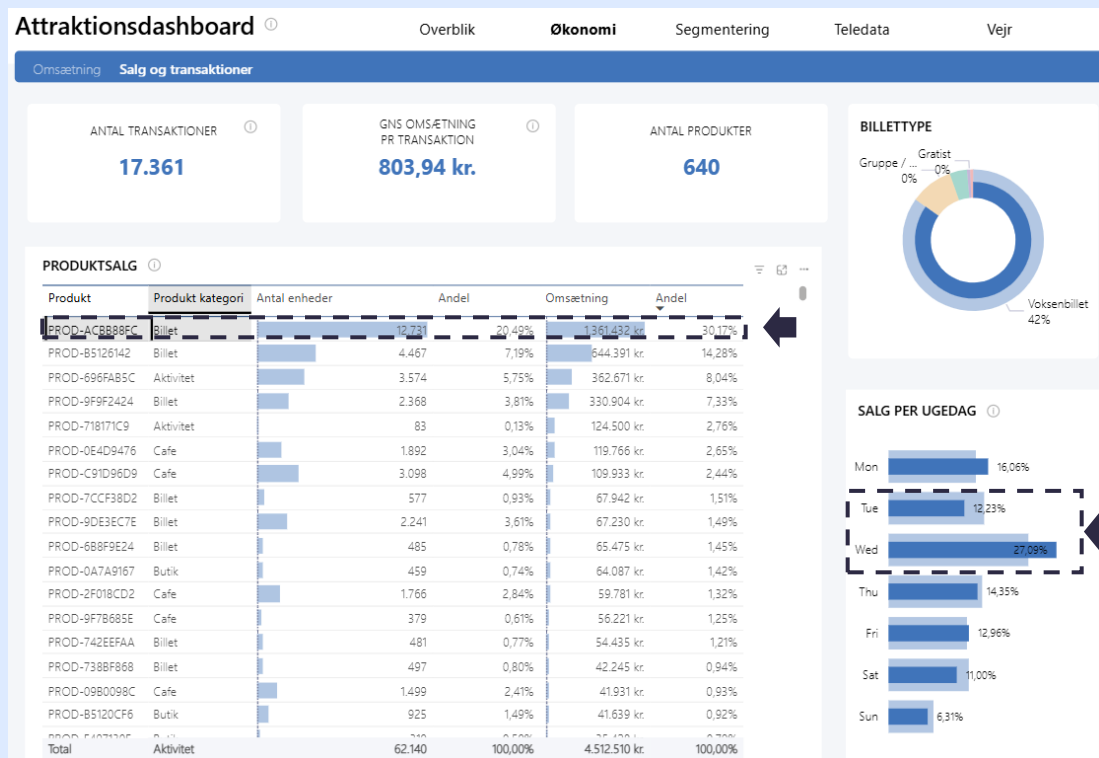 Attraktionsdashboard
Overblik Økonomi Segmentering Teledata Vejr
Omsætning Salg og transaktioner
ANTAL TRANSAKTIONER
17.361
GNS OMSÆTNING
PR TRANSAKTION
803,94 kr.
ANTAL PRODUKTER
640
BILLETTYPE
Gratist
0%
Gruppe / ...
0%
Voksenbillet
42%
PRODUKTSALG
Produkt Produkt kategori Antal enheder Andel Omsætning Andel
PROD-ACBB88FC Billet 12.731 20,49% 1.361.432 kr. 30,17%
PROD-B5126142 Billet 4.467 7,19% 644.391 kr. 14,28%
PROD-696FAB5C Aktivitet 3.574 5,75% 362.671 kr. 8,04%
PROD-9F9F2424 Billet 2.368 3,81% 330.904 kr. 7,33%
PROD-718171C9 Aktivitet 83 0,13% 124.500 kr. 2,76%
PROD-0E4D9476 Cafe 1.892 3,04% 119.766 kr. 2,65%
PROD-C91D96D9 Cafe 3.098 4,99% 109.933 kr. 2,44%
PROD-7CCF38D2 Billet 577 0,93% 67.942 kr. 1,51%
PROD-9DE3EC7E Billet 2.241 3,61% 67.230 kr. 1,49%
PROD-6B8F9E24 Billet 485 0,78% 65.475 kr. 1,45%
PROD-0A7A9167 Butik 459 0,74% 64.087 kr. 1,42%
PROD-2F018CD2 Cafe 1.766 2,84% 59.781 kr. 1,32%
PROD-9F7B685E Cafe 379 0,61% 56.221 kr. 1,25%
PROD-742EEFAA Billet 481 0,77% 54.435 kr. 1,21%
PROD-738BF868 Billet 497 0,80% 42.245 kr. 0,94%
PROD-09B0098C Cafe 1.499 2,41% 41.931 kr. 0,93%
PROD-B5120CF6 Butik 925 1,49% 41.639 kr. 0,92%
Total Aktivitet 62.140 100,00% 4.512.510 kr. 100,00%
SALG PER UGEDAG
Mon 16,06%
Tue 12,23%
Wed 27,09%
Thu 14,35%
Fri 12,96%
Sat 11,00%
Sun 6,31%